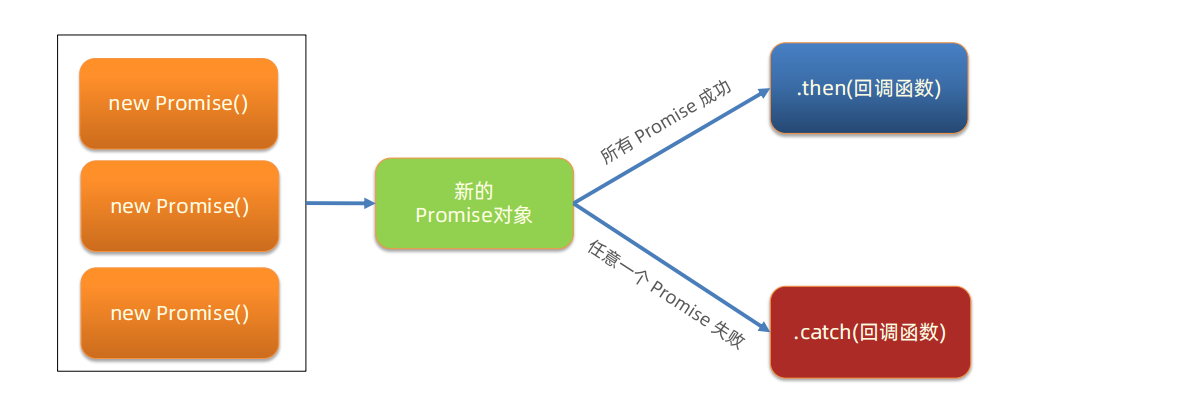 new Promise()
new Promise()
new Promise()
新的
Promise对象
所有 Promise 成功
任意一个 Promise 失败
.then(回调函数)
.catch(回调函数)